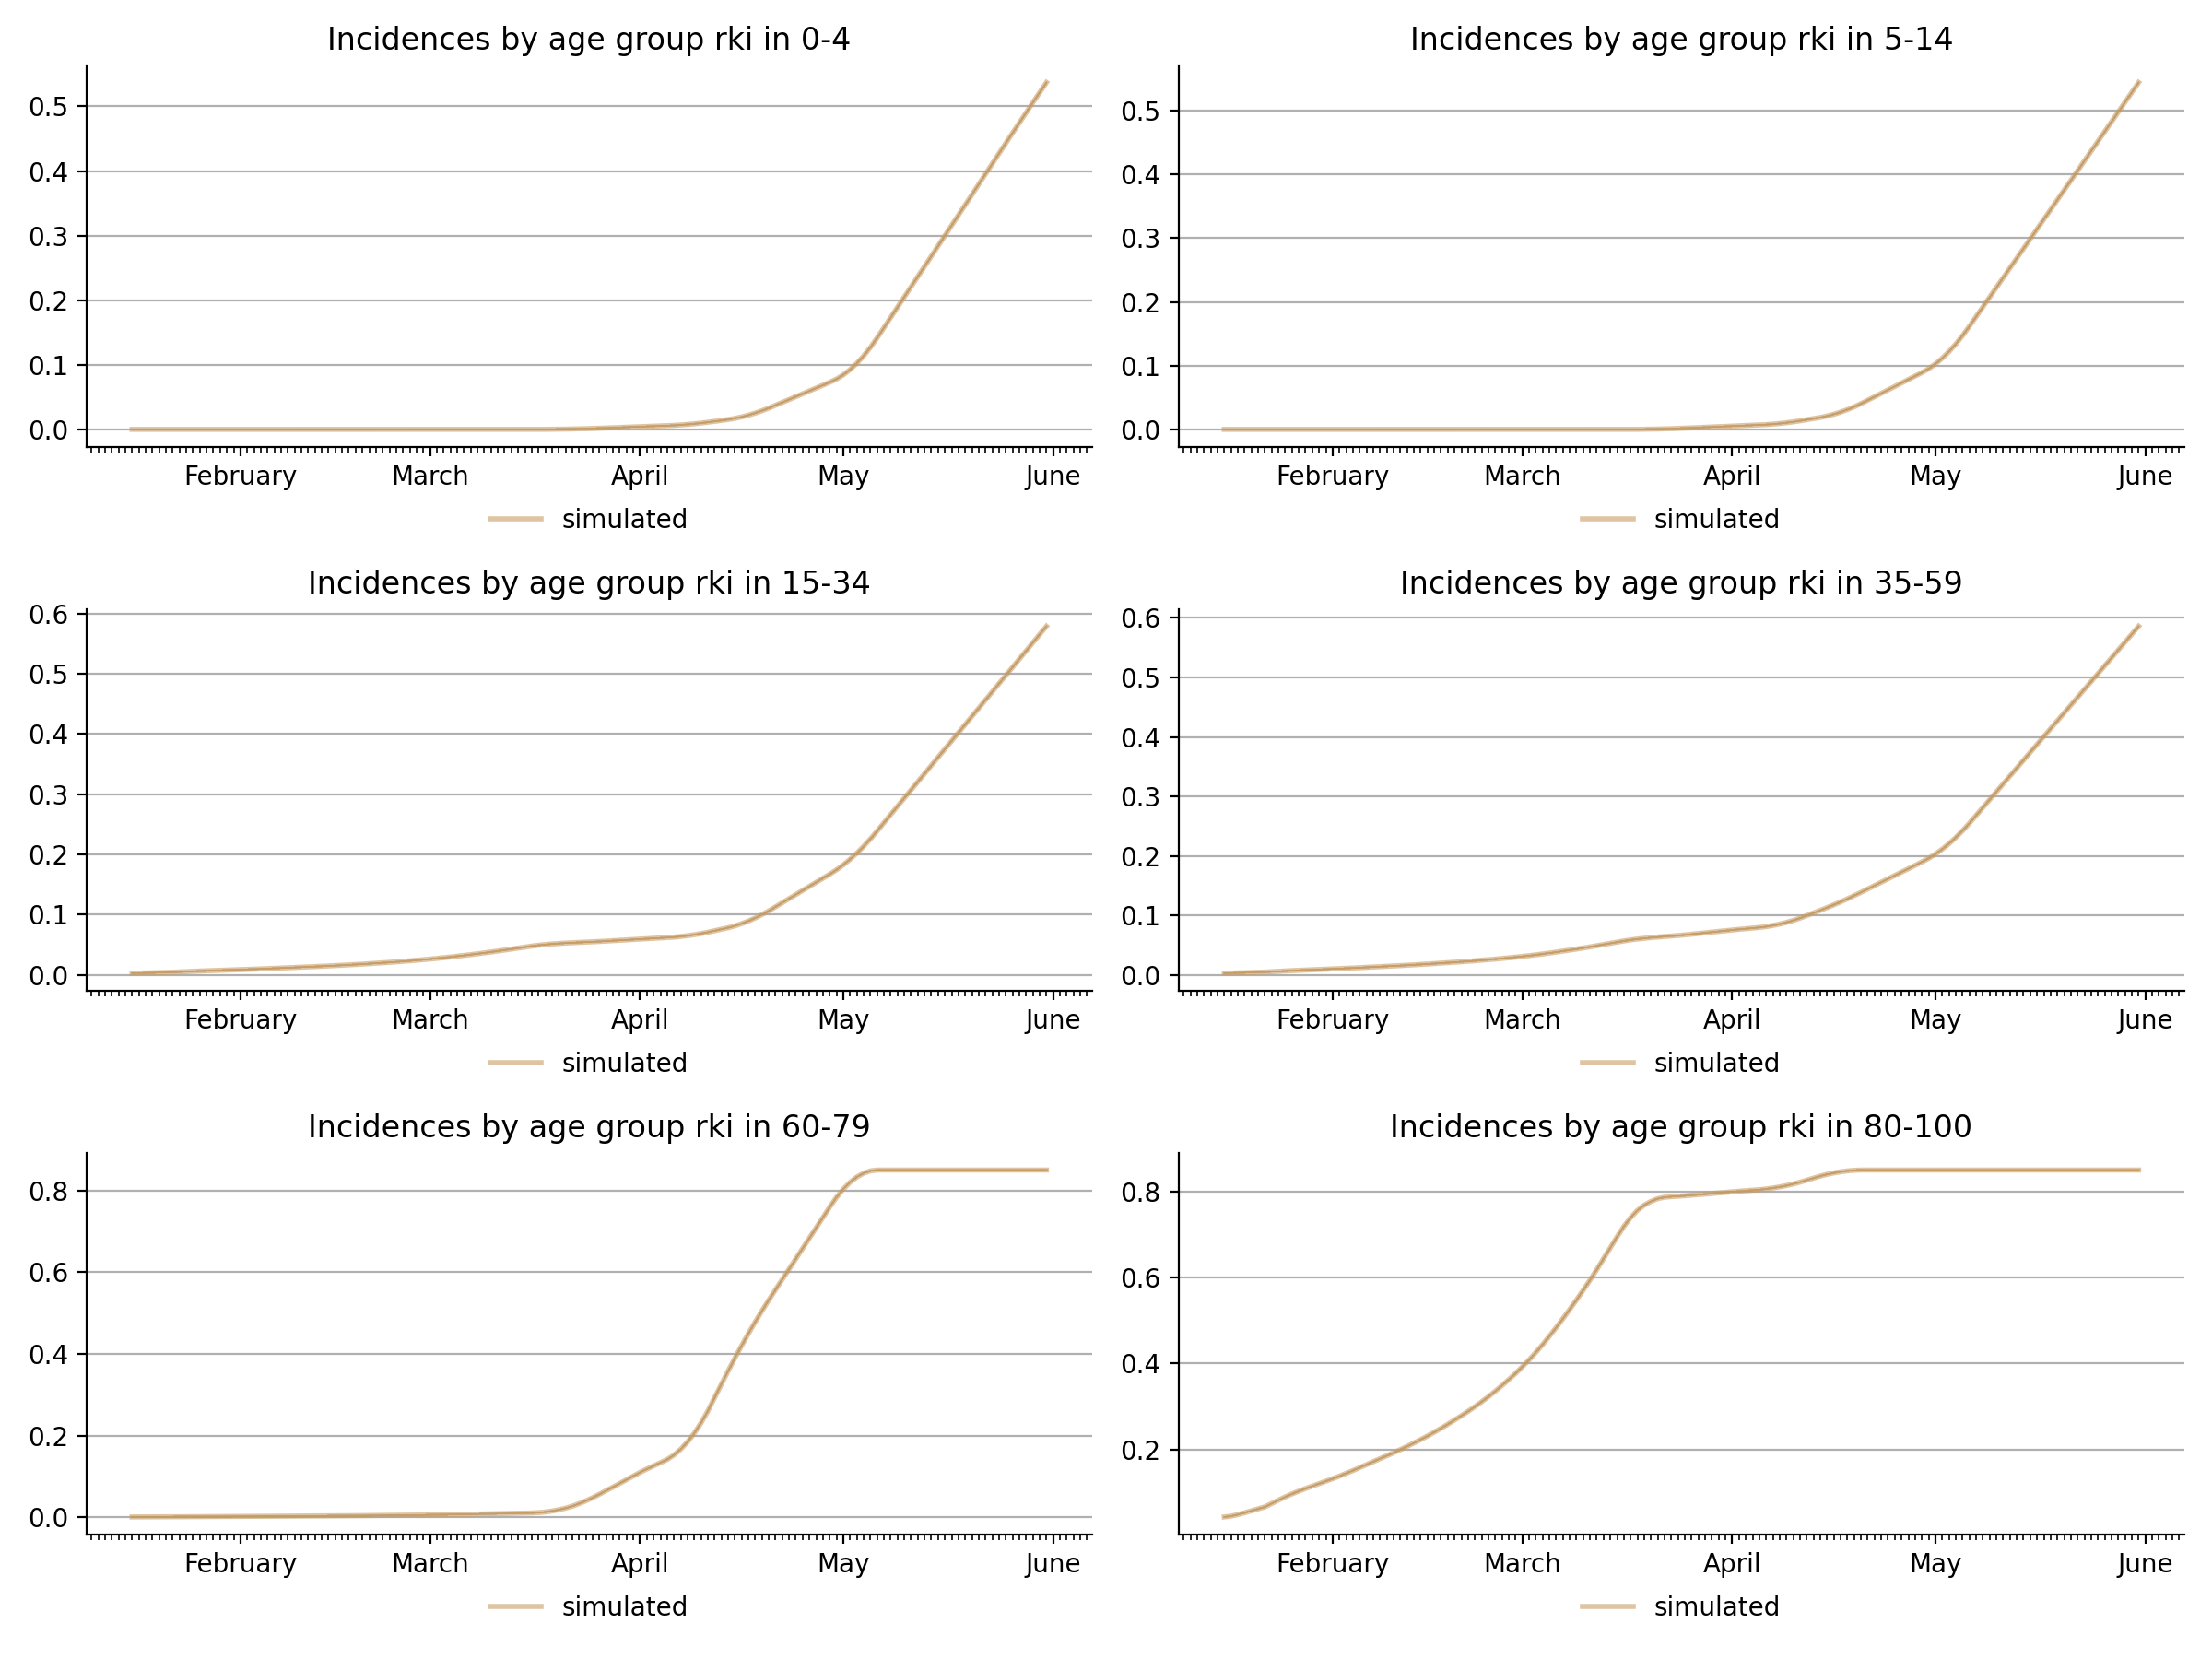 Incidences by age group rki in 0-4
0.5
0.4
0.3
0.2
0.1
0.0
February March April May June
simulated
Incidences by age group rki in 5-14
0.5
0.4
0.3
0.2
0.1
0.0
February March April May June
simulated
Incidences by age group rki in 15-34
0.6
0.5
0.4
0.3
0.2
0.1
0.0
February March April May June
simulated
Incidences by age group rki in 35-59
0.6
0.5
0.4
0.3
0.2
0.1
0.0
February March April May June
simulated
Incidences by age group rki in 60-79
0.8
0.6
0.4
0.2
0.0
February March April May June
simulated
Incidences by age group rki in 80-100
0.8
0.6
0.4
0.2
February March April May June
simulated